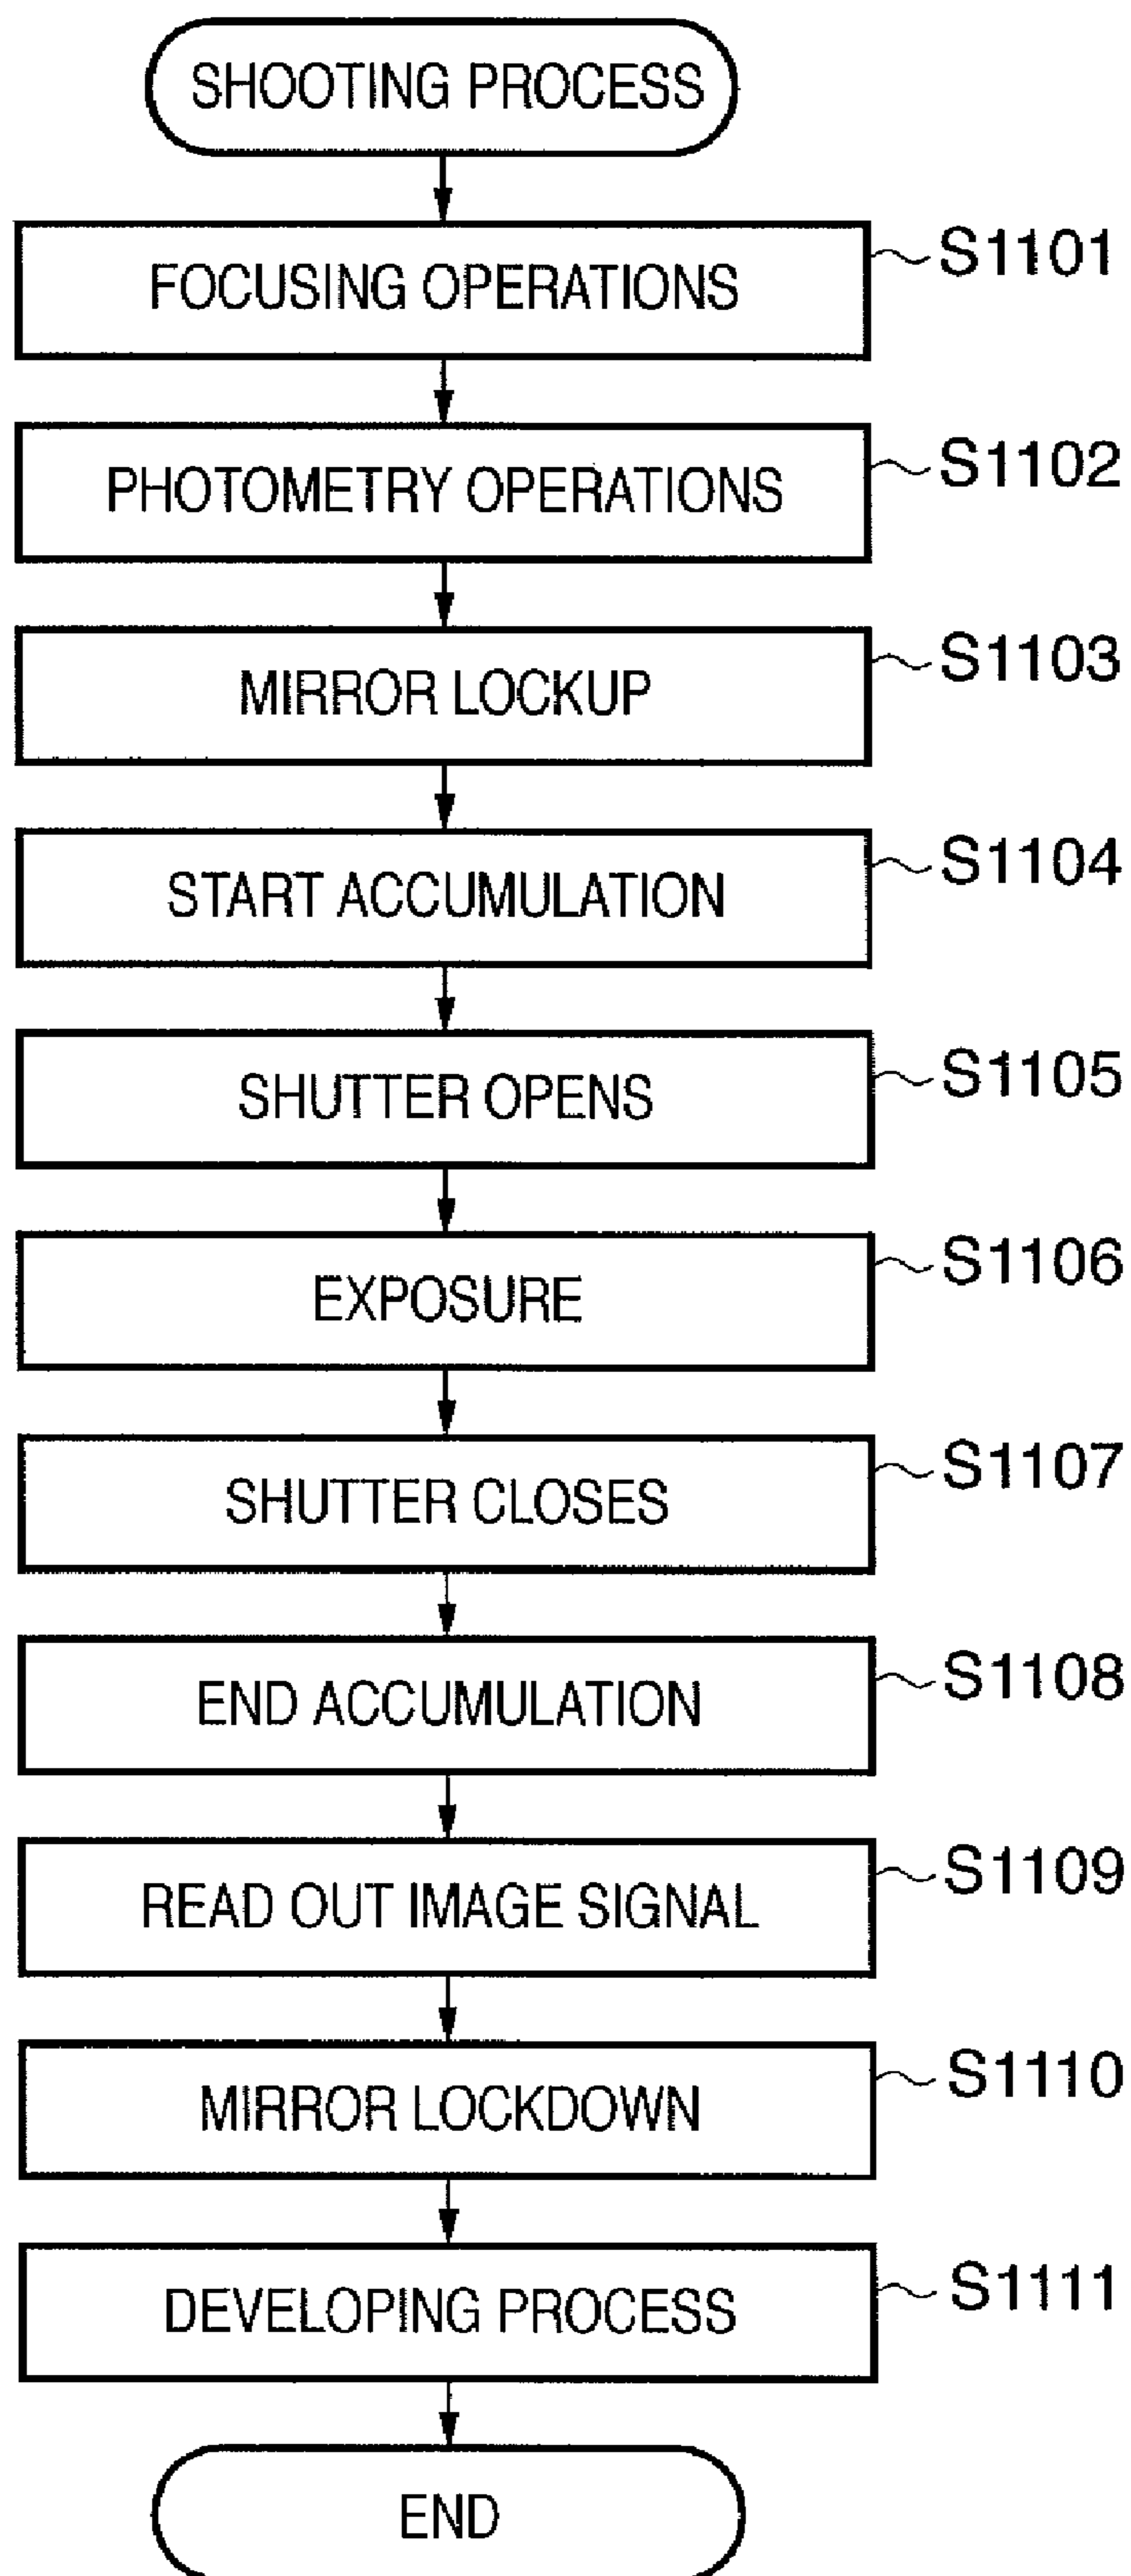 SHOOTING PROCESS
FOCUSING OPERATIONS
S1101
PHOTOMETRY OPERATIONS
S1102
MIRROR LOCKUP
S1103
START ACCUMULATION
S1104
SHUTTER OPENS
S1105
EXPOSURE
S1106
SHUTTER CLOSES
S1107
END ACCUMULATION
S1108
READ OUT IMAGE SIGNAL
S1109
MIRROR LOCKDOWN
S1110
DEVELOPING PROCESS
S1111
END